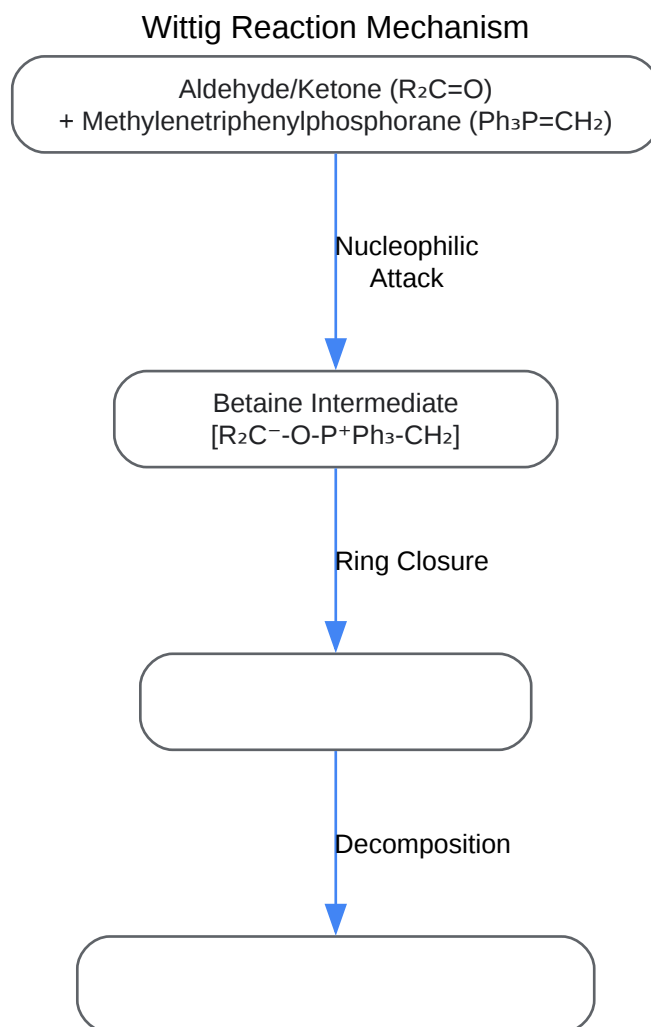 Wittig Reaction Mechanism
Aldehyde/Ketone (R₂C=O)
+ Methylenetriphenylphosphorane (Ph₃P=CH₂)
Nucleophilic
Attack
Betaine Intermediate
[R₂C⁻-O-P⁺Ph₃-CH₂]
Ring Closure
Decomposition